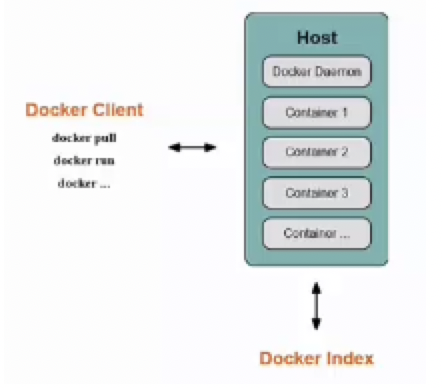 Docker Client
docker pull
docker run
docker ...
Host
Docker Daemon
Container 1
Container 2
Container 3
Container ...
Docker Index